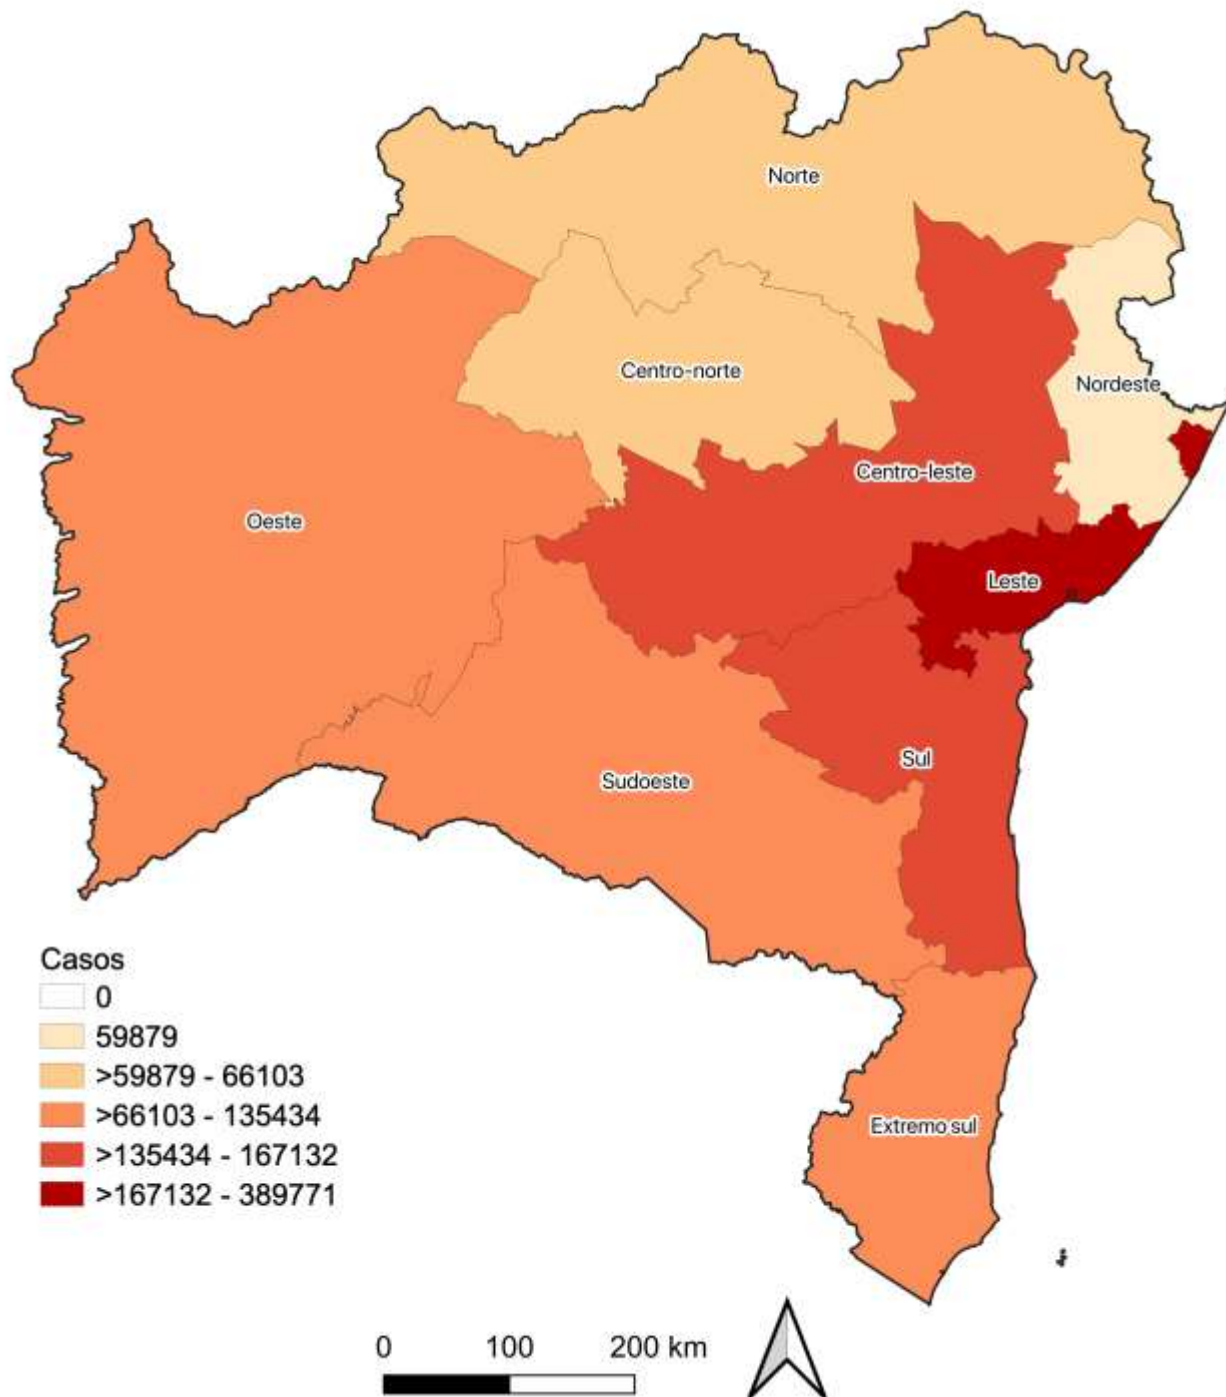 Norte
Centro-norte
Nordeste
Centro-leste
Oeste
Leste
Sul
Sudoeste
Extremo sul
Casos
0
59879
>59879 - 66103
>66103 - 135434
>135434 - 167132
>167132 - 389771
0 100 200 km